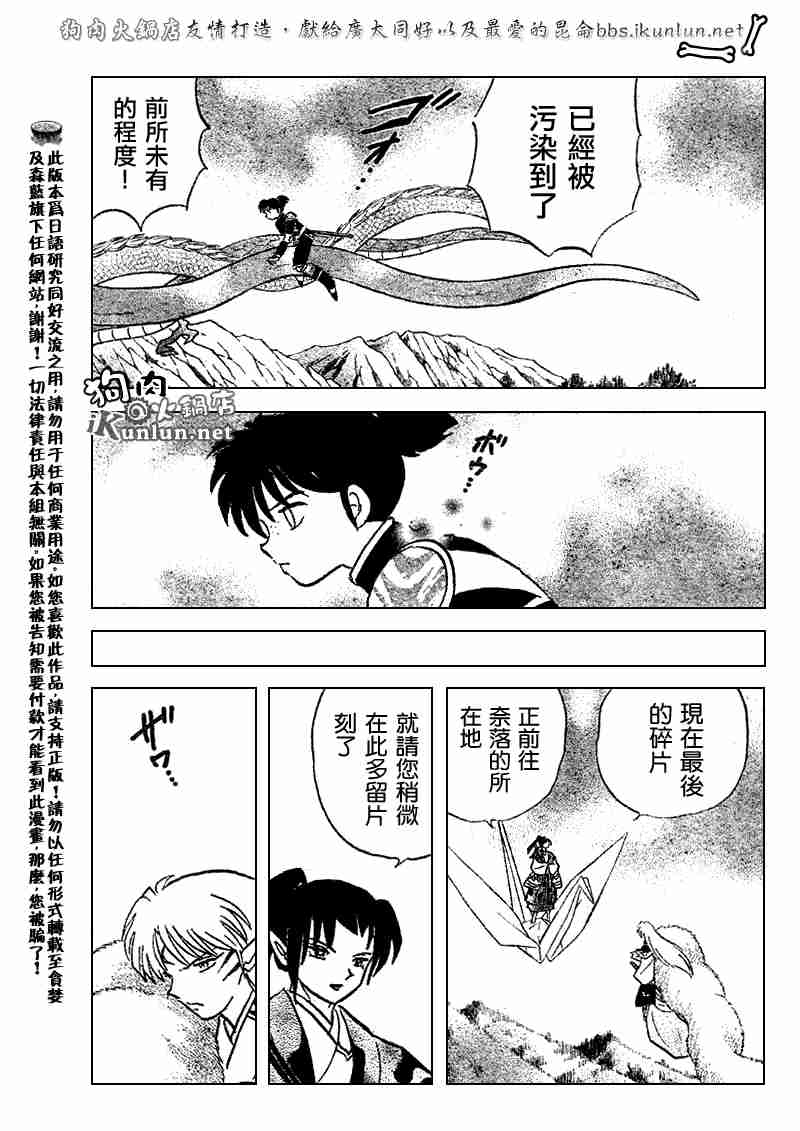 狗肉火鍋店友情打造，獻給廣大同好以及最愛的昆侖bbs.ikunlun.net
已經被
污染到了
前所未有
的程度！
ゴッ…
狗肉
火鍋店
iKunlun.net
ボウ…
現在最後
的碎片
正前往
奈落的所
在地
就請您稍微
在此多留片
刻了
ザワ…
此版本爲日語研究同好交流之用，請勿用于任何商業用途。如您喜歡此作品，請支持正版！請勿以任何形式轉載至貪婪
及森藍旗下任何網站，謝謝！一切法律責任與本組無關。如果您被告知需要付款才能看到此漫畫，那麼，您被騙了！